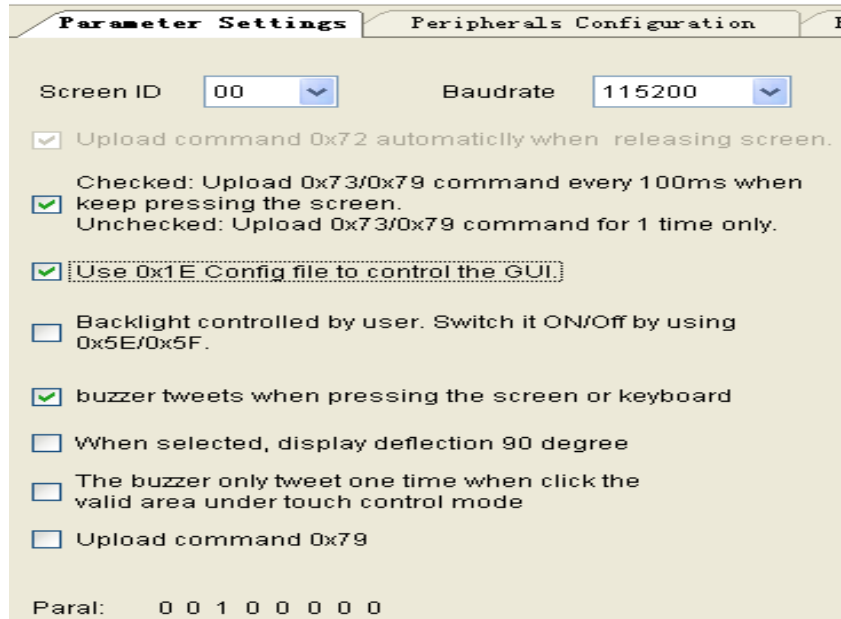 Parameter Settings Peripherals Configuration
Screen ID 00 Baudrate 115200
Upload command 0x72 automaticlly when releasing screen.
Checked: Upload 0x73/0x79 command every 100ms when
keep pressing the screen.
Unchecked: Upload 0x73/0x79 command for 1 time only.
Use 0x1E Config file to control the GUI.
Backlight controlled by user. Switch it ON/Off by using
0x5E/0x5F.
buzzer tweets when pressing the screen or keyboard
When selected, display deflection 90 degree
The buzzer only tweet one time when click the
valid area under touch control mode
Upload command 0x79
Paral: 0 0 1 0 0 0 0 0